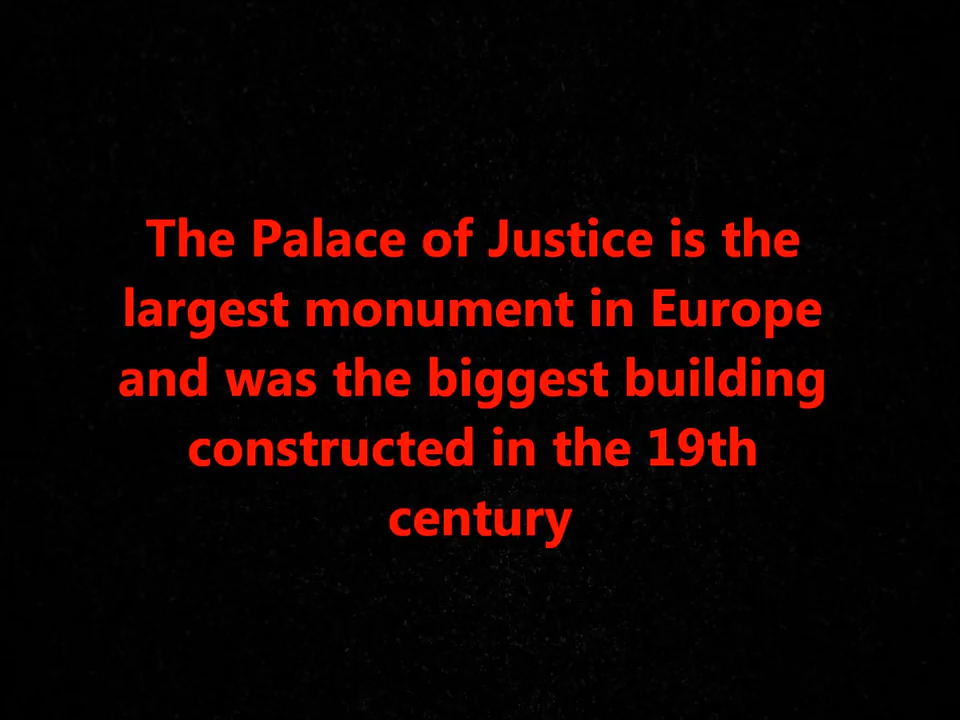 The Palace of Justice is the
largest monument in Europe
and was the biggest building
constructed in the 19th
century